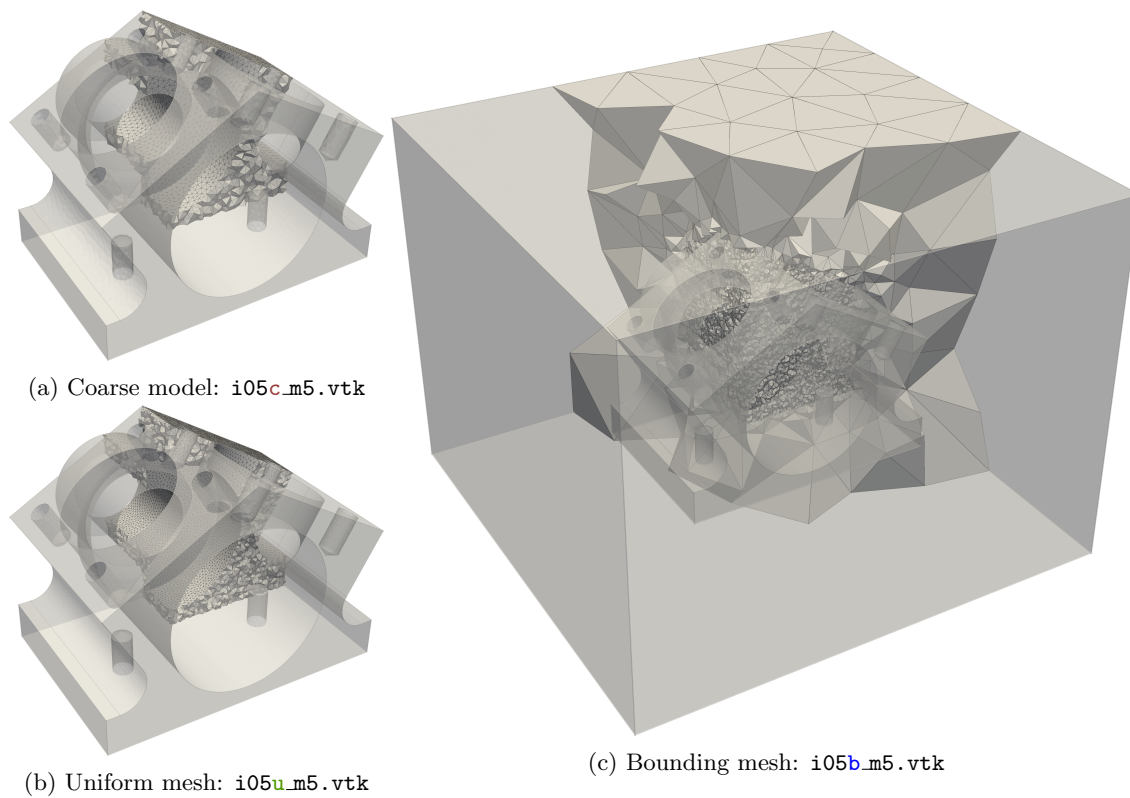 (a) Coarse model: i05c_m5.vtk
(b) Uniform mesh: i05u_m5.vtk
(c) Bounding mesh: i05b_m5.vtk